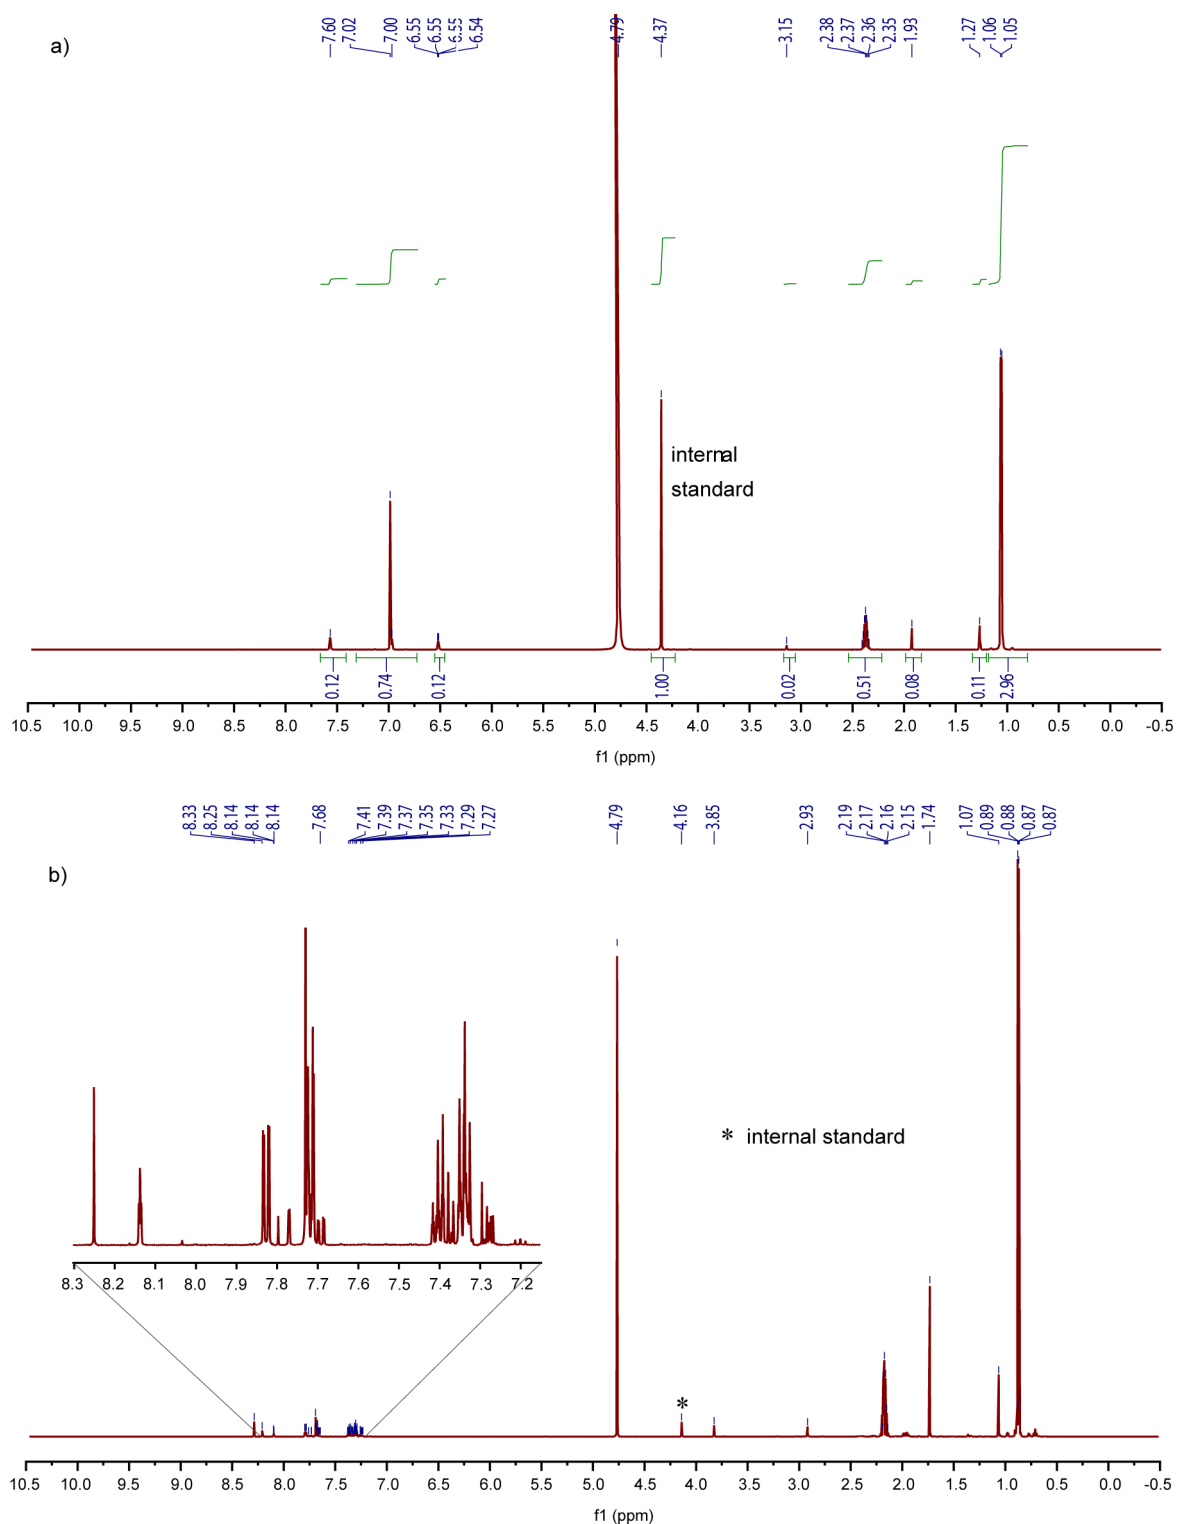 a)
7.60 7.02 7.00 6.55 6.55 6.55 6.54 4.79 4.37 3.15 2.38 2.37 2.36 2.35 1.93 1.27 1.06 1.05
internal
standard
0.12 0.74 0.12 1.00 0.02 0.51 0.08 0.11 2.96
10.5 10.0 9.5 9.0 8.5 8.0 7.5 7.0 6.5 6.0 5.5 5.0 4.5 4.0 3.5 3.0 2.5 2.0 1.5 1.0 0.5 0.0 -0.5
f1 (ppm)
8.33 8.25 8.14 8.14 8.14 7.68 7.41 7.39 7.37 7.35 7.33 7.29 7.27 4.79 4.16 3.85 2.93 2.19 2.17 2.16 2.15 1.74 1.07 0.89 0.88 0.87 0.87
b)
* internal standard
8.3 8.2 8.1 8.0 7.9 7.8 7.7 7.6 7.5 7.4 7.3 7.2
*
10.5 10.0 9.5 9.0 8.5 8.0 7.5 7.0 6.5 6.0 5.5 5.0 4.5 4.0 3.5 3.0 2.5 2.0 1.5 1.0 0.5 0.0 -0.5
f1 (ppm)